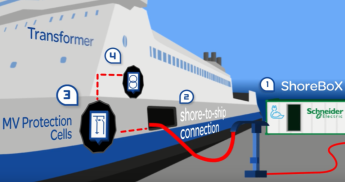 Transformer
4
1
ShoreBoX
3
2
shore-to-ship
connection
MV Protection
Cells
Schneider
Electric